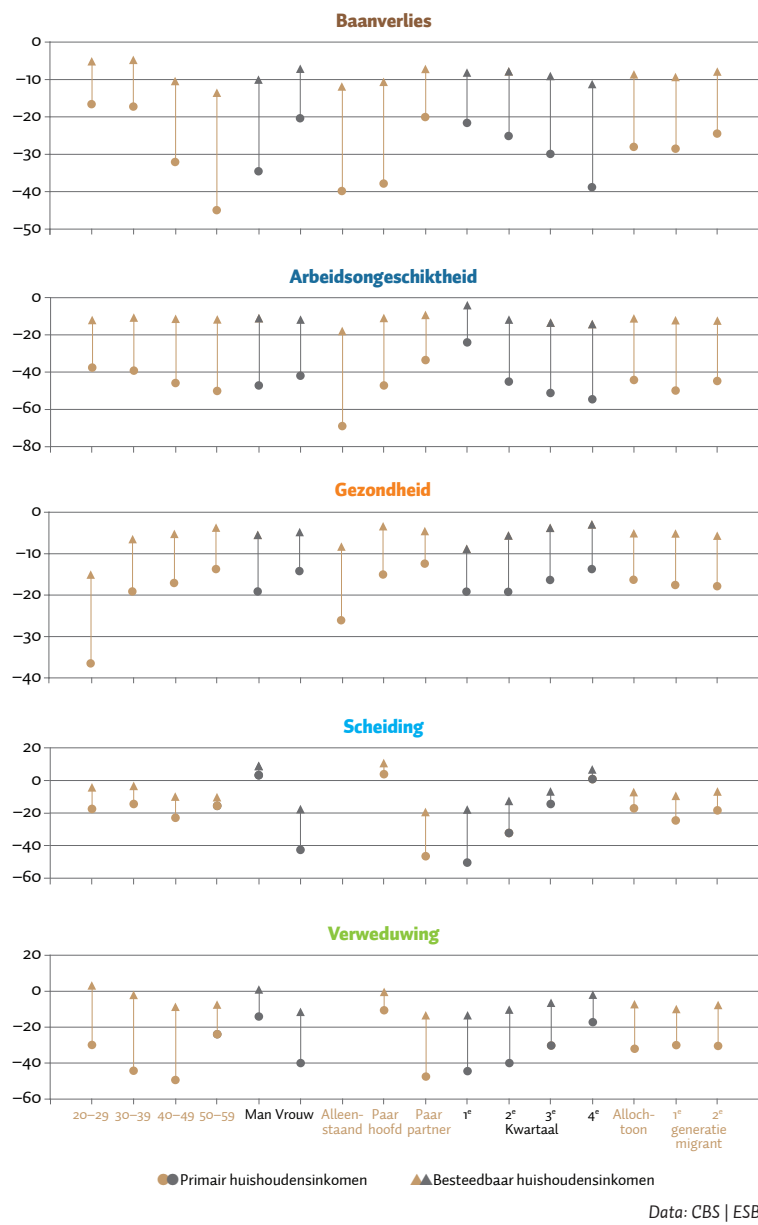 Baanverlies
0
−10
−20
−30
−40
−50
Arbeidsongeschiktheid
0
−20
−40
−60
−80
Gezondheid
0
−10
−20
−30
−40
Scheiding
20
0
−20
−40
−60
Verweduwing
20
0
−20
−40
−60
20–29 30–39 40–49 50–59 Man Vrouw Alleen- Paar Paar 1e 2e 3e 4e Alloch- 1e 2e
staand hoofd partner Kwartaal toon generatie
migrant
Primair huishoudensinkomen Besteedbaar huishoudensinkomen
Data: CBS | ESB